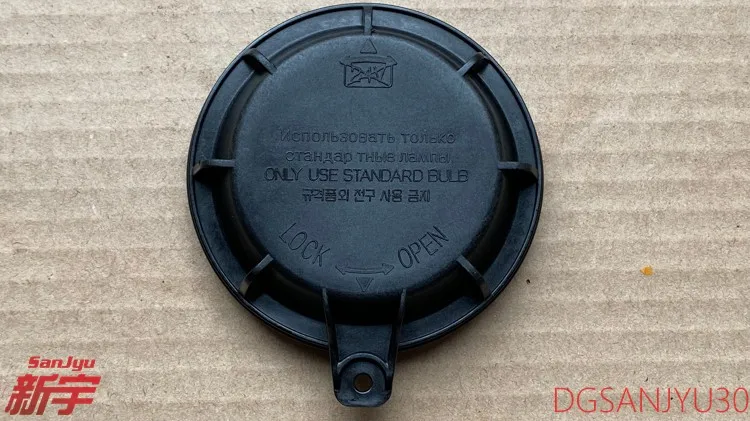 Использовать только
стандар тные лампы
ONLY USE STANDARD BULB
규격품외 전구 사용 금지
LOCK OPEN
SanJyu
新宇
DGSANJYU30